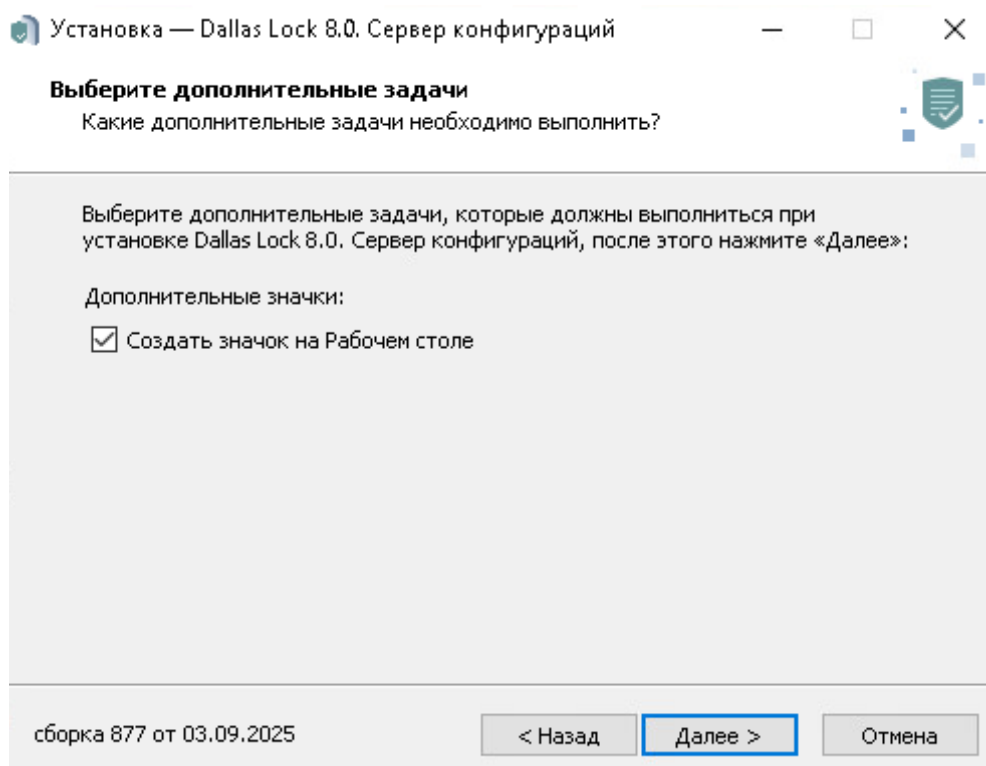 Установка — Dallas Lock 8.0. Сервер конфигураций
Выберите дополнительные задачи
Какие дополнительные задачи необходимо выполнить?
Выберите дополнительные задачи, которые должны выполниться при
установке Dallas Lock 8.0. Сервер конфигураций, после этого нажмите «Далее»:
Дополнительные значки:
Создать значок на Рабочем столе
сборка 877 от 03.09.2025
< Назад
Далее >
Отмена